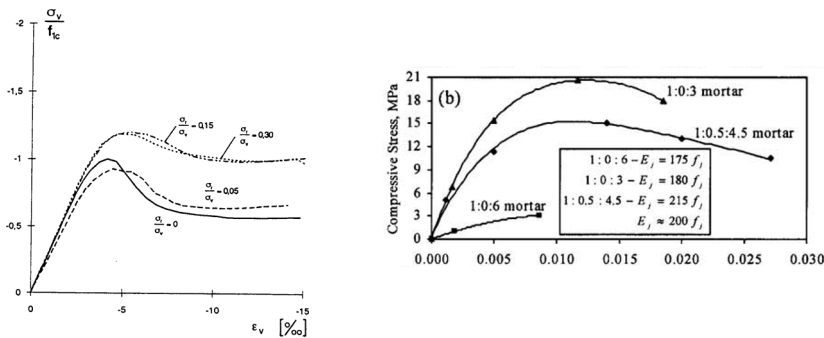 σv
f1c
-2
-1,5
-1
-0,5
0
0
-5
-10
-15
εv [‰]
σr/σv = 0,15
σr/σv = 0,30
σr/σv = 0,05
σr/σv = 0
Compressive Stress, MPa
(b)
21
18
15
12
9
6
3
0
1:0:3 mortar
1:0.5:4.5 mortar
1:0:6 mortar
1:0:6 – Ej = 175 fj
1:0:3 – Ej = 180 fj
1:0.5:4.5 – Ej = 215 fj
Ej ≈ 200 fj
0.000
0.005
0.010
0.015
0.020
0.025
0.030